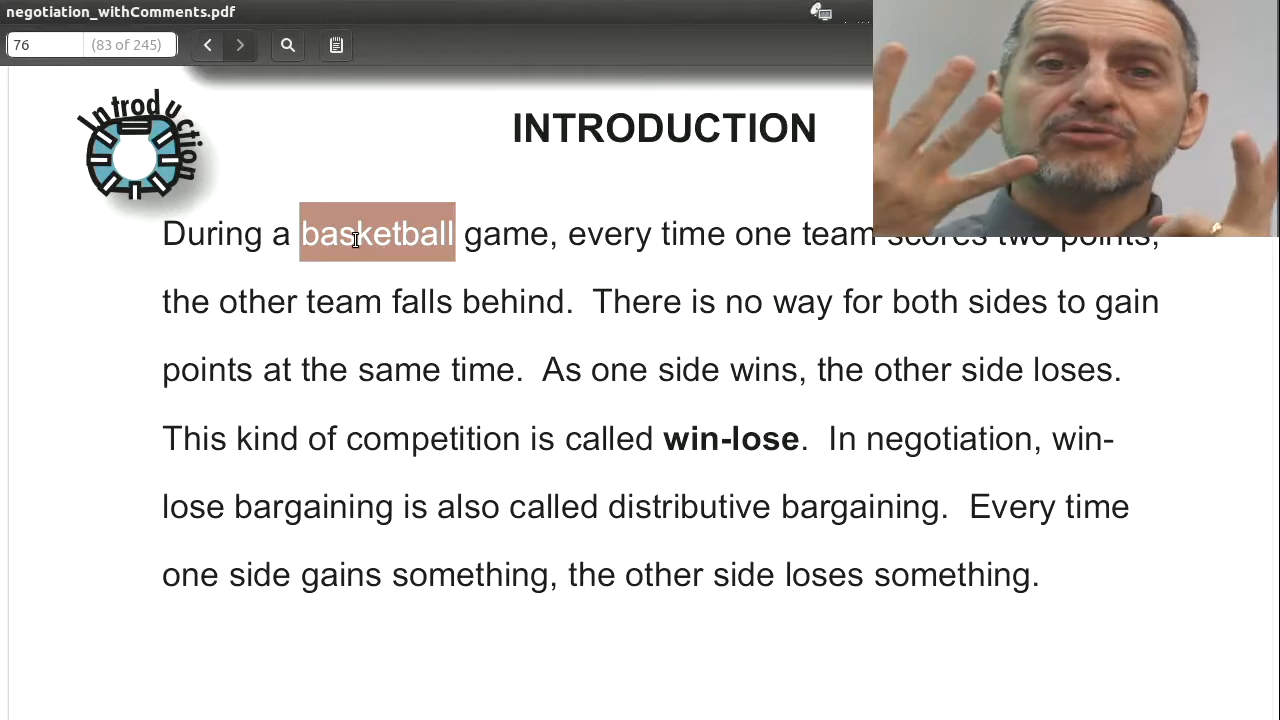 negotiation_withComments.pdf
76 (83 of 245)
Introduction
INTRODUCTION
During a basketball game, every time one team scores two points,
the other team falls behind. There is no way for both sides to gain
points at the same time. As one side wins, the other side loses.
This kind of competition is called win-lose. In negotiation, win-
lose bargaining is also called distributive bargaining. Every time
one side gains something, the other side loses something.